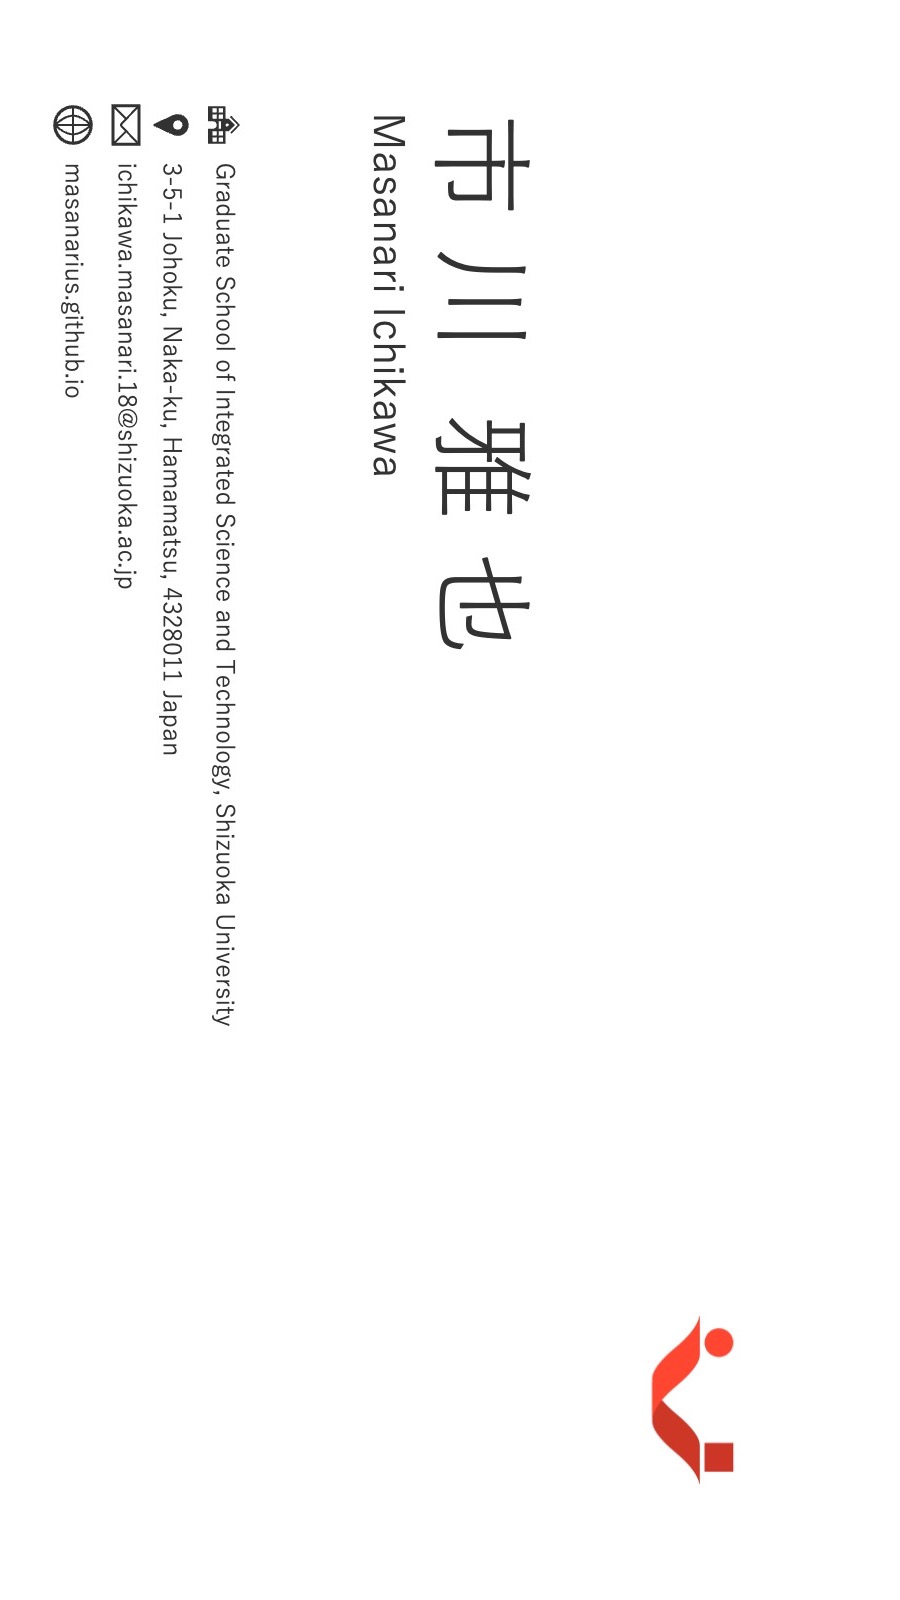 市川 雅也
Masanari Ichikawa
Graduate School of Integrated Science and Technology, Shizuoka University
3-5-1 Johoku, Naka-ku, Hamamatsu, 4328011 Japan
ichikawa.masanari.18@shizuoka.ac.jp
masanarius.github.io